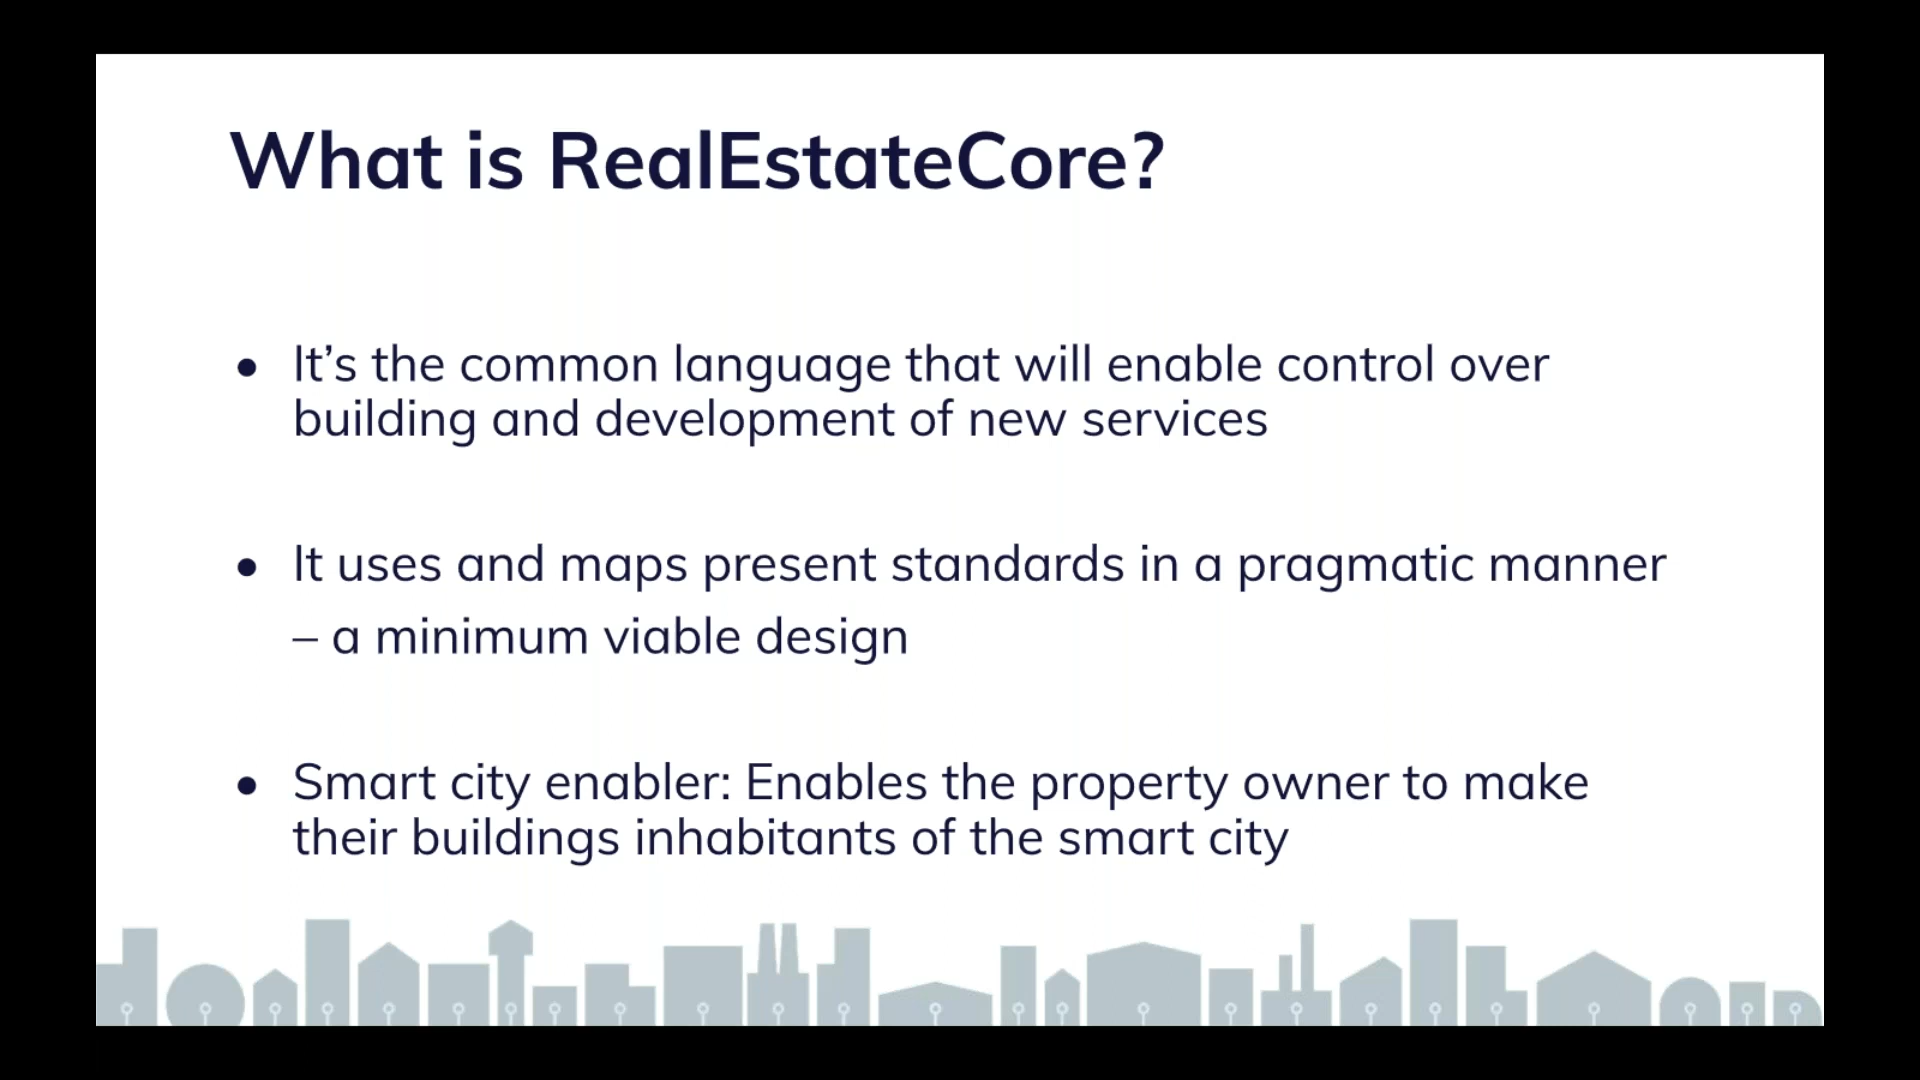 What is RealEstateCore?
• It’s the common language that will enable control over
building and development of new services
• It uses and maps present standards in a pragmatic manner
– a minimum viable design
• Smart city enabler: Enables the property owner to make
their buildings inhabitants of the smart city